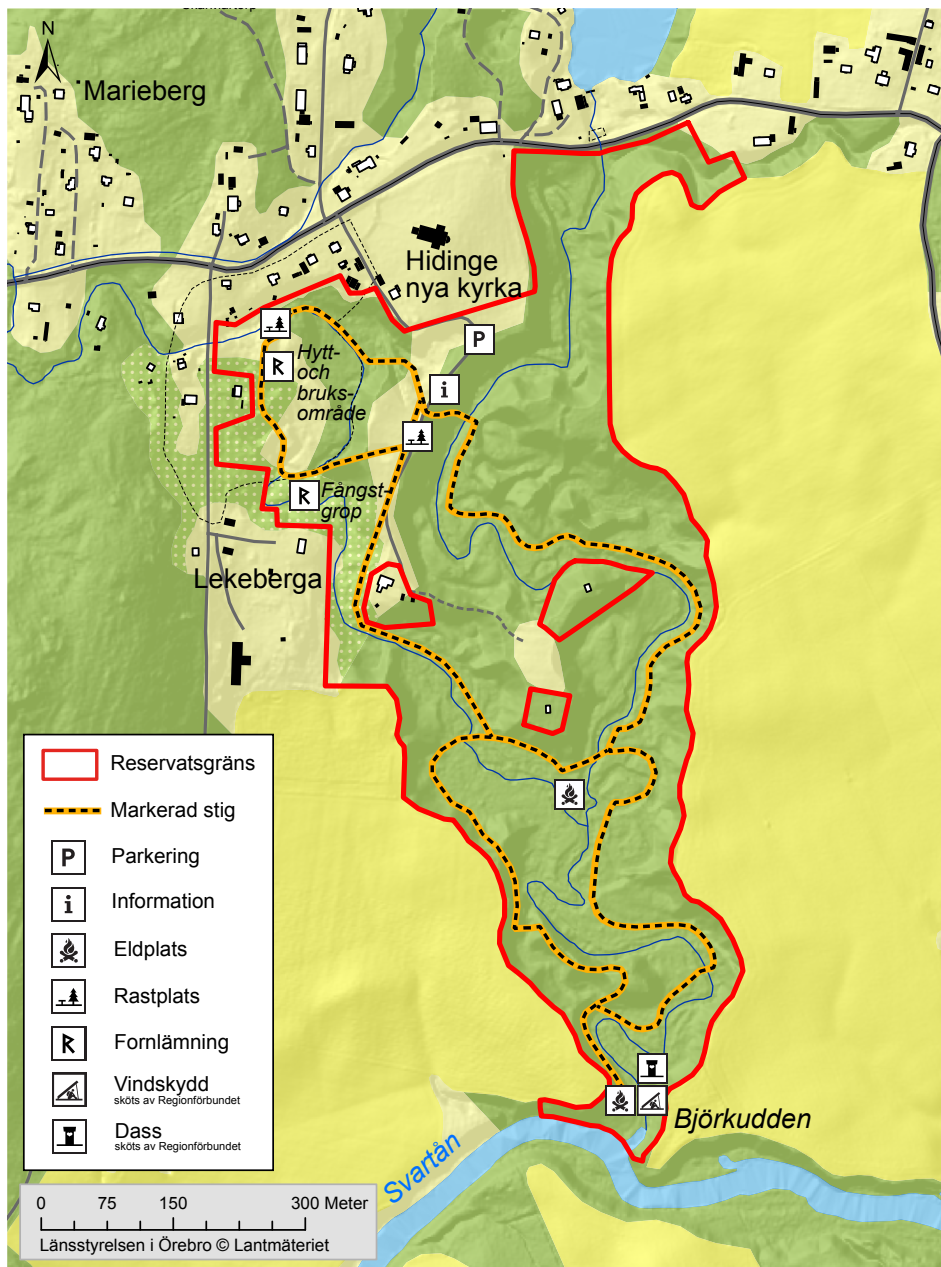 N
Marieberg
Hidinge
nya kyrka
P
i
Hytt-
och
bruks-
område
R
R
Fångst-
grop
Lekeberga
Reservatsgräns
Markerad stig
P
Parkering
i
Information
Eldplats
Rastplats
R
Fornlämning
Vindskydd
sköts av Regionförbundet
Dass
sköts av Regionförbundet
Björkudden
Svartån
0 75 150 300 Meter
Länsstyrelsen i Örebro © Lantmäteriet